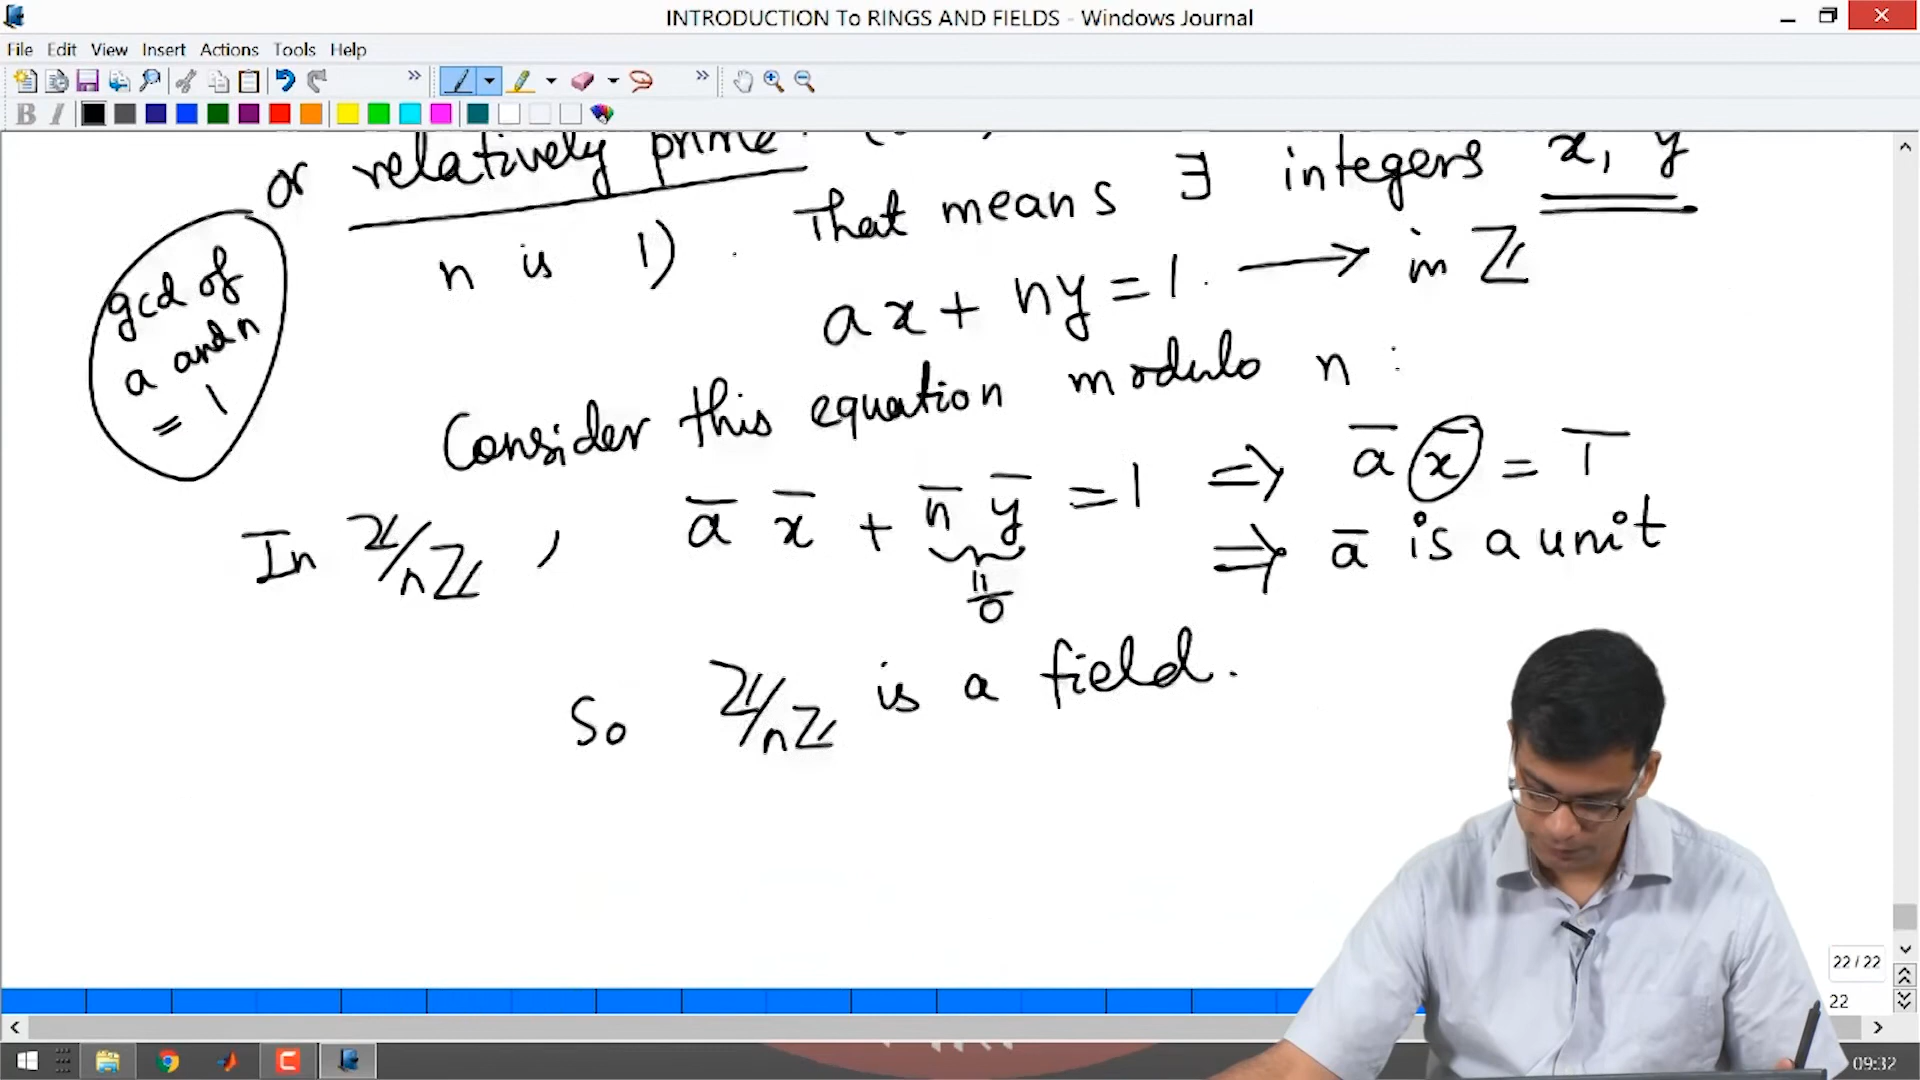 INTRODUCTION To RINGS AND FIELDS - Windows Journal
File Edit View Insert Actions Tools Help
B I
or relatively prime
n is 1). That means ∃ integers x, y
gcd of
a and n
= 1
ax + ny = 1. → in ℤ
Consider this equation modulo n :
In ℤ/nℤ, a̅ x̅ + n̅ y̅ = 1 ⇒ a̅ x̅ = 1̅
=
0̅
⇒ a̅ is a unit
So ℤ/nℤ is a field.
22 / 22
22
09:32